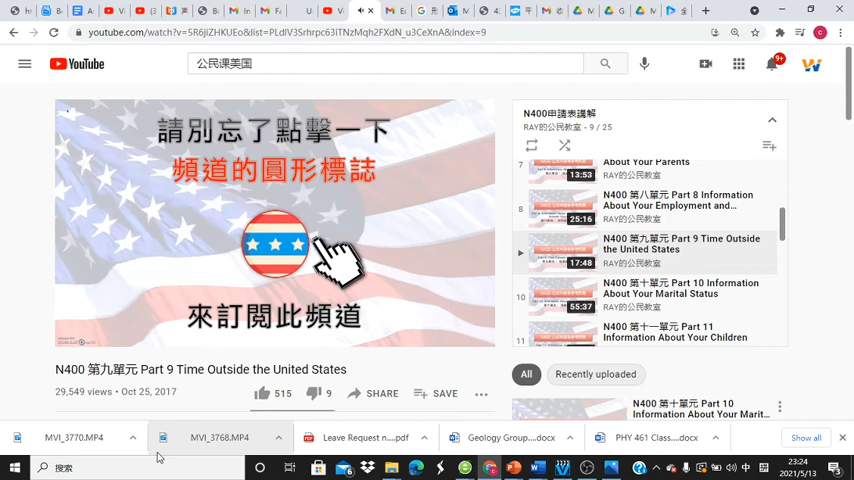 youtube.com/watch?v=5R6jIZHKUEo&list=PLdIV3Srhrpc63ITNzMqh2FXdN_u3CeXnA&index=9
YouTube
公民课美国
9+
請別忘了點擊一下
頻道的圓形標誌
來訂閱此頻道
N400申請表講解
RAY的公民教室 - 9 / 25
7
About Your Parents
13:53
RAY的公民教室
8
N400 第八單元 Part 8 Information
About Your Employment and...
25:16
RAY的公民教室
N400 第九單元 Part 9 Time Outside
the United States
17:48
RAY的公民教室
10
N400 第十單元 Part 10 Information
About Your Marital Status
55:37
RAY的公民教室
11
N400 第十一單元 Part 11
Information About Your Children
N400 第九單元 Part 9 Time Outside the United States
29,549 views • Oct 25, 2017
515
9
SHARE
SAVE
All
Recently uploaded
N400 第十單元 Part 10
Information About Your Marit...
MVI_3770.MP4
MVI_3768.MP4
Leave Request n....pdf
Geology Group....docx
PHY 461 Class....docx
Show all
搜索
中
23:24
2021/5/13